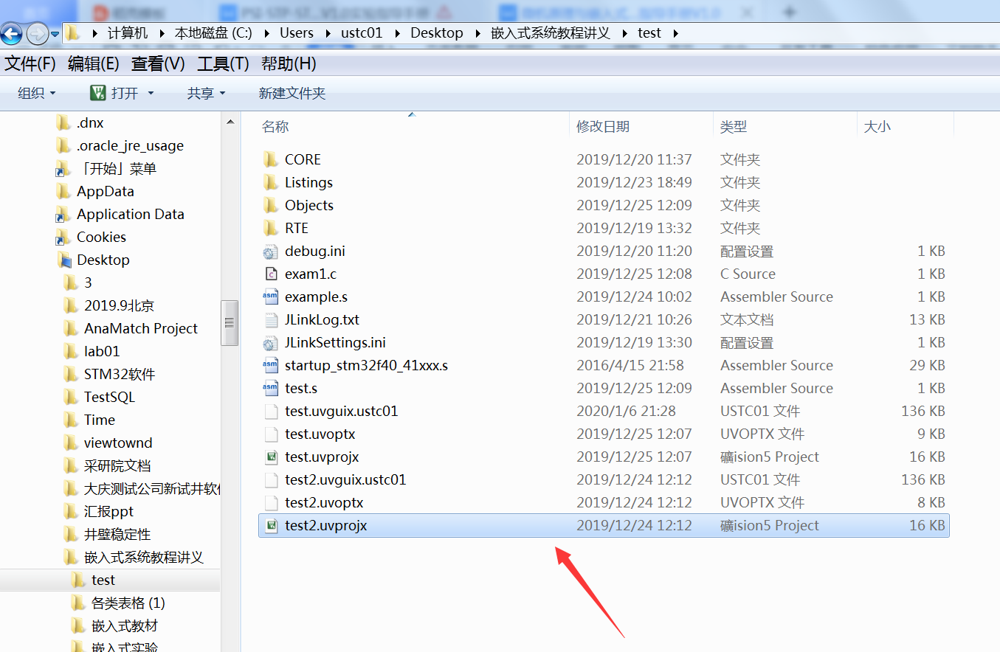 计算机 本地磁盘 (C:) Users ustc01 Desktop 嵌入式系统教程讲义 test
文件(F) 编辑(E) 查看(V) 工具(T) 帮助(H)
组织 打开 共享 新建文件夹
.dnx
.oracle_jre_usage
「开始」菜单
AppData
Application Data
Cookies
Desktop
3
2019.9北京
AnaMatch Project
lab01
STM32软件
TestSQL
Time
viewtownd
采研院文档
大庆测试公司新试井软
汇报ppt
井壁稳定性
嵌入式系统教程讲义
test
各类表格 (1)
嵌入式教材
嵌入式实验
名称 修改日期 类型 大小
CORE 2019/12/20 11:37 文件夹
Listings 2019/12/23 18:49 文件夹
Objects 2019/12/25 12:09 文件夹
RTE 2019/12/19 13:32 文件夹
debug.ini 2019/12/20 11:20 配置设置 1 KB
exam1.c 2019/12/25 12:08 C Source 1 KB
example.s 2019/12/24 10:02 Assembler Source 1 KB
JLinkLog.txt 2019/12/21 10:26 文本文档 13 KB
JLinkSettings.ini 2019/12/19 13:30 配置设置 1 KB
startup_stm32f40_41xxx.s 2016/4/15 21:58 Assembler Source 29 KB
test.s 2019/12/25 12:09 Assembler Source 1 KB
test.uvguix.ustc01 2020/1/6 21:28 USTC01 文件 136 KB
test.uvoptx 2019/12/25 12:07 UVOPTX 文件 9 KB
test.uvprojx 2019/12/25 12:07 礦ision5 Project 16 KB
test2.uvguix.ustc01 2019/12/24 12:12 USTC01 文件 136 KB
test2.uvoptx 2019/12/24 12:12 UVOPTX 文件 8 KB
test2.uvprojx 2019/12/24 12:12 礦ision5 Project 16 KB